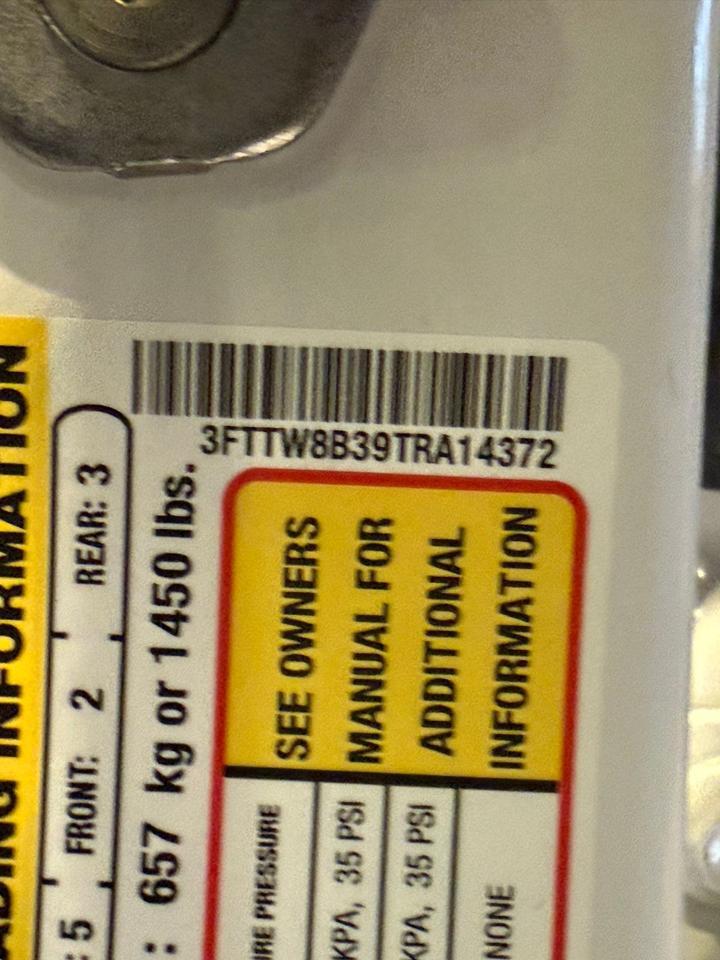 3FTTW8B39TRA14372
REAR: 3
FRONT: 2
: 5
: 657 kg or 1450 lbs.
SEE OWNERS
MANUAL FOR
ADDITIONAL
INFORMATION
PRESSURE
KPA, 35 PSI
KPA, 35 PSI
NONE
INFORMATION